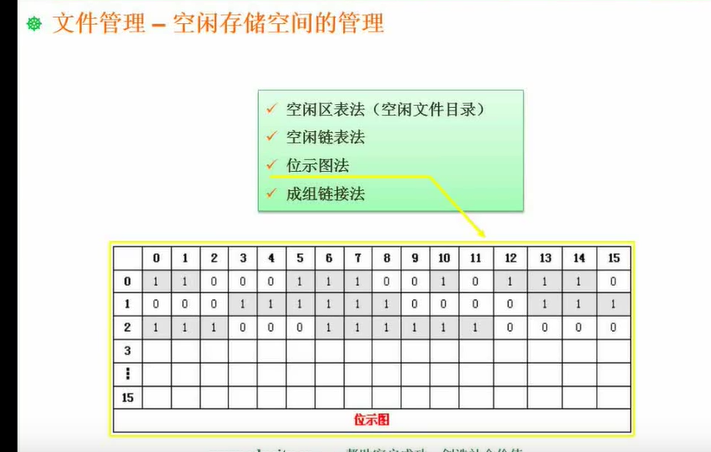 文件管理 – 空闲存储空间的管理
✓ 空闲区表法（空闲文件目录）
✓ 空闲链表法
✓ 位示图法
✓ 成组链接法
0 1 2 3 4 5 6 7 8 9 10 11 12 13 14 15
0 1 1 0 0 0 1 1 1 0 0 1 0 1 1 1 0
1 0 0 0 1 1 1 1 1 1 0 0 0 0 1 1 1
2 1 1 1 0 0 0 1 1 1 1 1 1 0 0 0 0
3
⋮
15
位示图